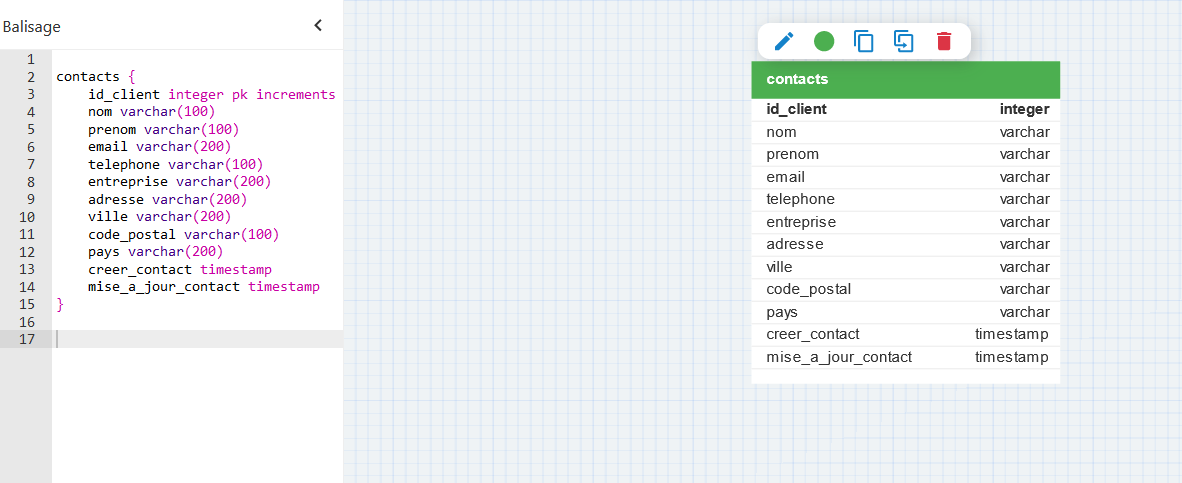 Balisage
1
2 contacts {
3 id_client integer pk increments
4 nom varchar(100)
5 prenom varchar(100)
6 email varchar(200)
7 telephone varchar(100)
8 entreprise varchar(200)
9 adresse varchar(200)
10 ville varchar(200)
11 code_postal varchar(100)
12 pays varchar(200)
13 creer_contact timestamp
14 mise_a_jour_contact timestamp
15 }
16
17
contacts
id_client integer
nom varchar
prenom varchar
email varchar
telephone varchar
entreprise varchar
adresse varchar
ville varchar
code_postal varchar
pays varchar
creer_contact timestamp
mise_a_jour_contact timestamp